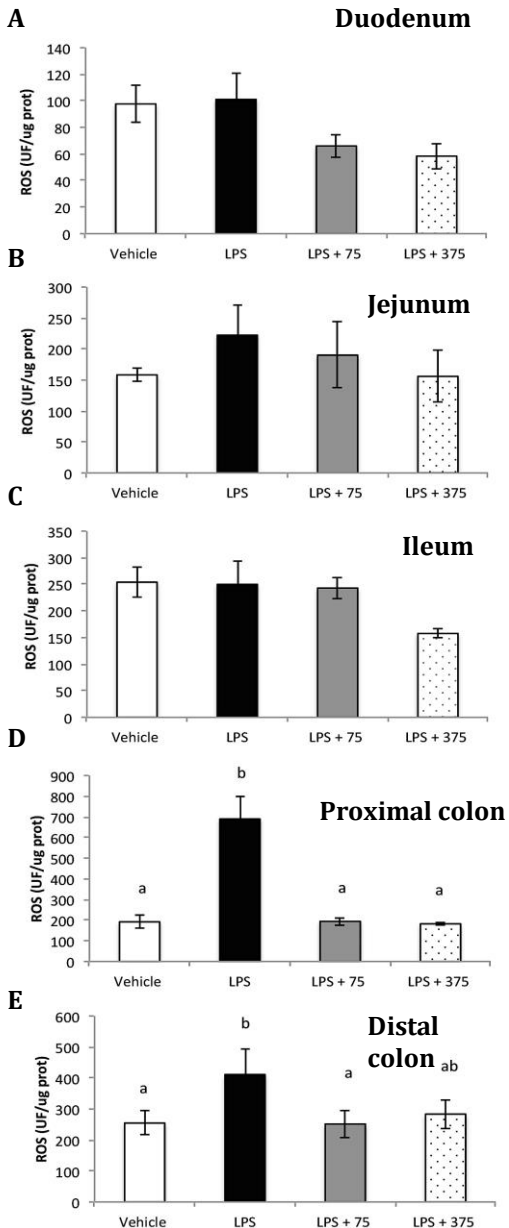 A
Duodenum
140
120
100
80
60
40
20
0
ROS (UF/ug prot)
Vehicle LPS LPS + 75 LPS + 375
B
Jejunum
300
250
200
150
100
50
0
ROS (UF/ug prot)
Vehicle LPS LPS + 75 LPS + 375
C
Ileum
350
300
250
200
150
100
50
0
ROS (UF/ug prot)
Vehicle LPS LPS + 75 LPS + 375
D
Proximal colon
900
800
700
600
500
400
300
200
100
0
ROS (UF/ug prot)
a b a a
Vehicle LPS LPS + 75 LPS + 375
E
Distal
colon
600
500
400
300
200
100
0
ROS (UF/ug prot)
a b a ab
Vehicle LPS LPS + 75 LPS + 375